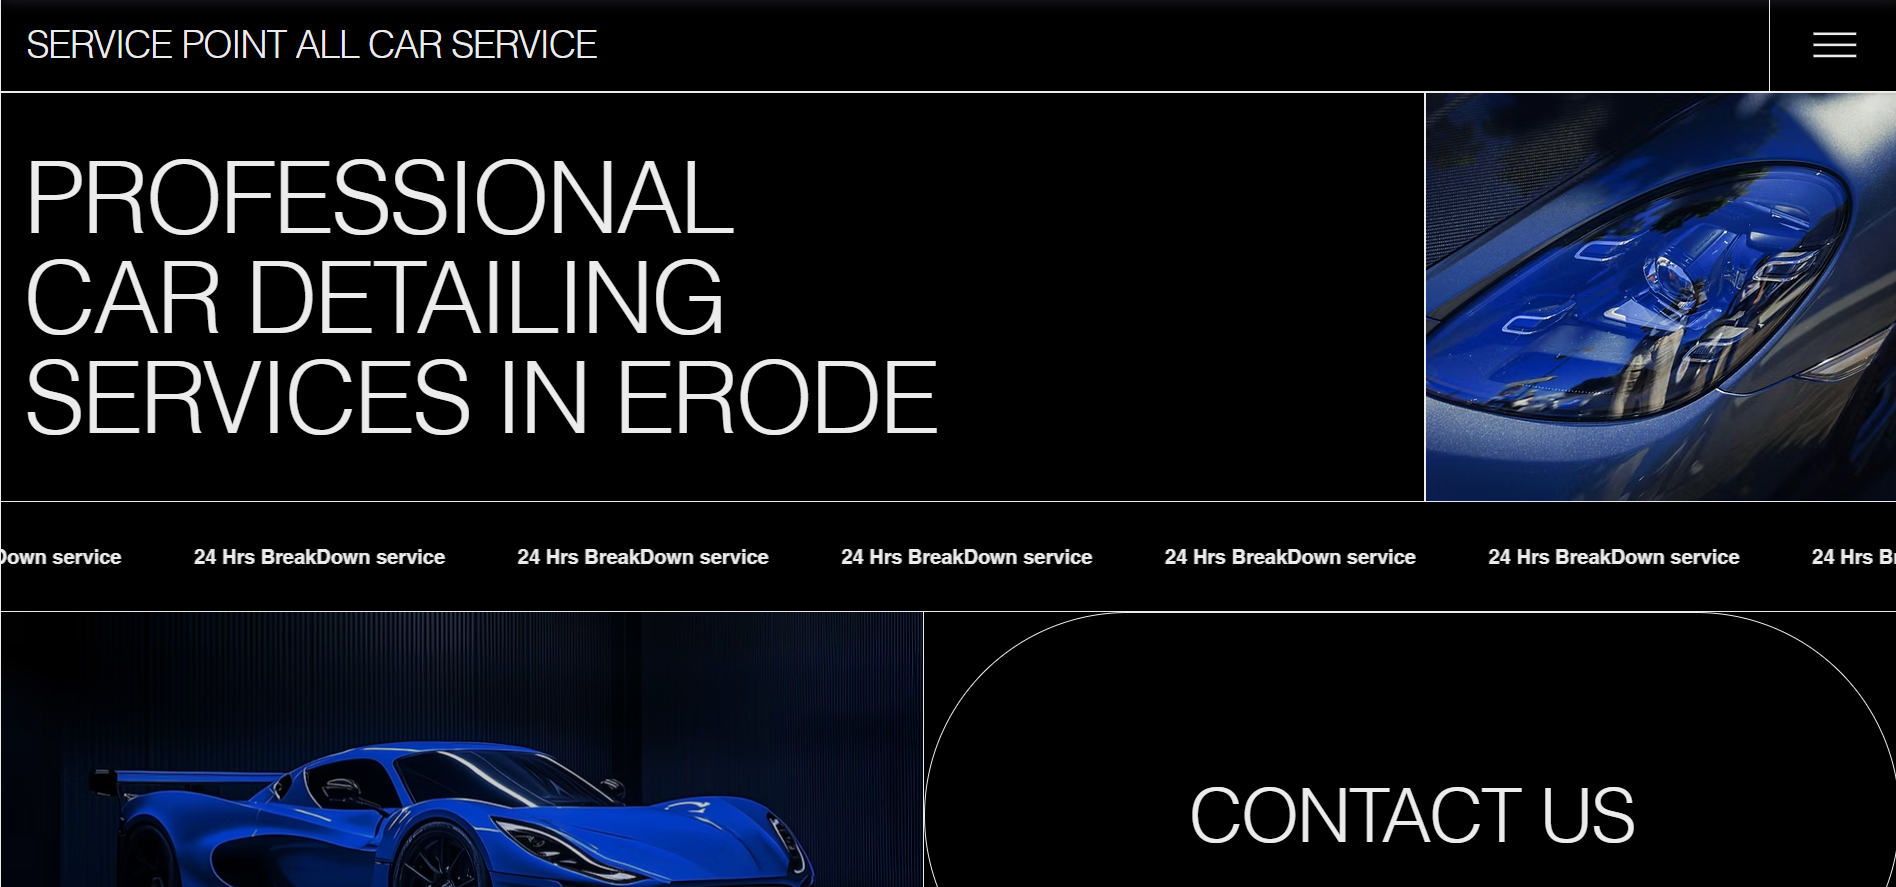 SERVICE POINT ALL CAR SERVICE
PROFESSIONAL
CAR DETAILING
SERVICES IN ERODE
Down service 24 Hrs BreakDown service 24 Hrs BreakDown service 24 Hrs BreakDown service 24 Hrs BreakDown service 24 Hrs BreakDown service 24 Hrs
CONTACT US